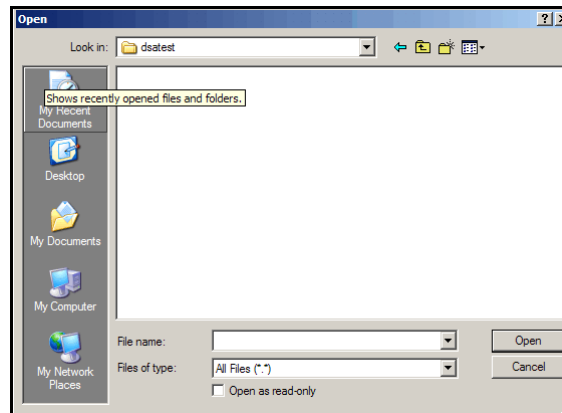 Open
Look in:
dsatest
Shows recently opened files and folders.
My Recent
Documents
Desktop
My Documents
My Computer
My Network
Places
File name:
Open
Files of type:
All Files (*.*)
Cancel
Open as read-only